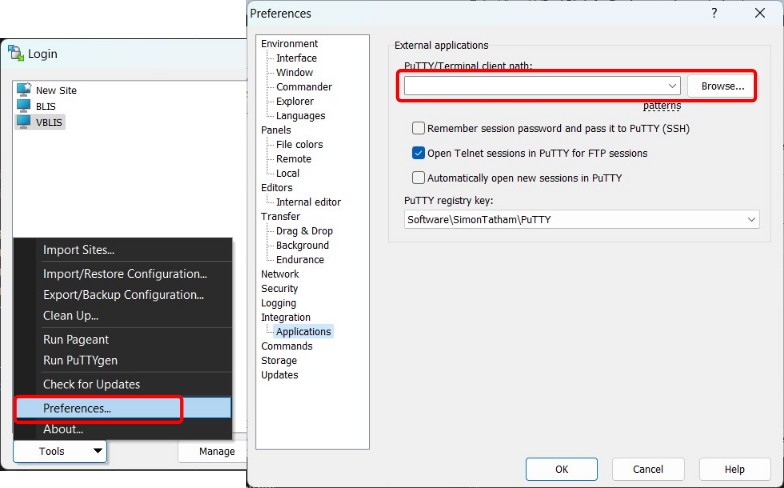 Login
New Site
BLIS
VBLIS
Import Sites...
Import/Restore Configuration...
Export/Backup Configuration...
Clean Up...
Run Pageant
Run PuTTYgen
Check for Updates
Preferences...
About...
Tools
Manage
Preferences
?
Environment
Interface
Window
Commander
Explorer
Languages
Panels
File colors
Remote
Local
Editors
Internal editor
Transfer
Drag & Drop
Background
Endurance
Network
Security
Logging
Integration
Applications
Commands
Storage
Updates
External applications
PuTTY/Terminal client path:
Browse...
patterns
Remember session password and pass it to PuTTY (SSH)
Open Telnet sessions in PuTTY for FTP sessions
Automatically open new sessions in PuTTY
PuTTY registry key:
Software\SimonTatham\PuTTY
OK
Cancel
Help